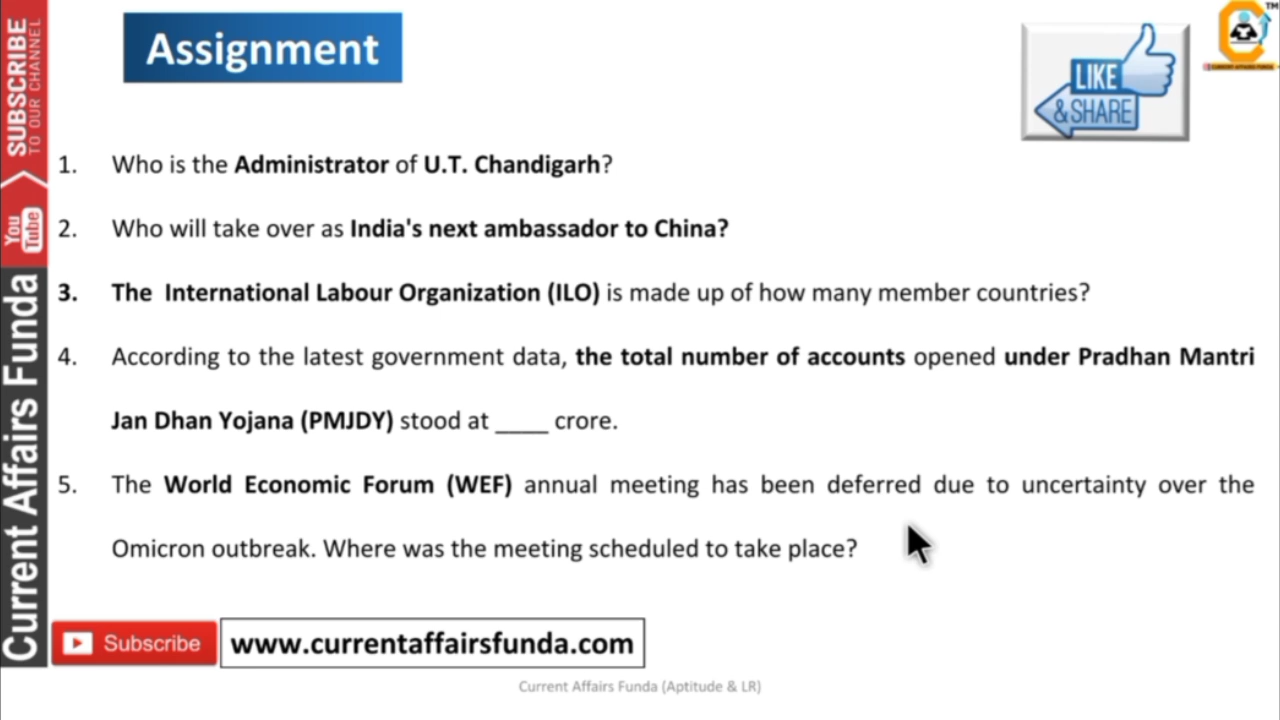 Assignment
LIKE
& SHARE
TM
CURRENT AFFAIRS FUNDA
SUBSCRIBE
TO OUR CHANNEL
You
Tube
Current Affairs Funda
1. Who is the Administrator of U.T. Chandigarh?
2. Who will take over as India's next ambassador to China?
3. The International Labour Organization (ILO) is made up of how many member countries?
4. According to the latest government data, the total number of accounts opened under Pradhan Mantri
Jan Dhan Yojana (PMJDY) stood at ____ crore.
5. The World Economic Forum (WEF) annual meeting has been deferred due to uncertainty over the
Omicron outbreak. Where was the meeting scheduled to take place?
Subscribe
www.currentaffairsfunda.com
Current Affairs Funda (Aptitude & LR)